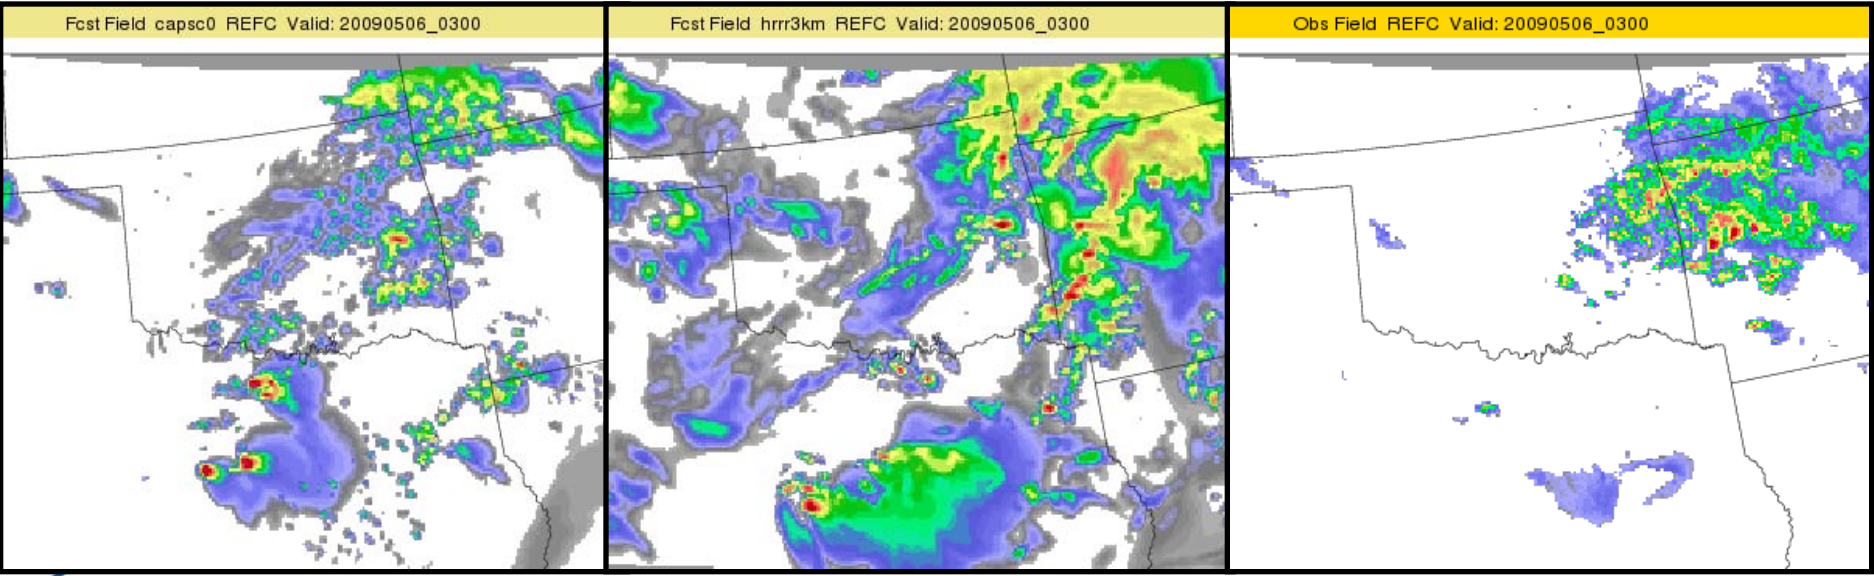 Fcst Field capsc0 REFC Valid: 20090506_0300
Fcst Field hrrr3km REFC Valid: 20090506_0300
Obs Field REFC Valid: 20090506_0300